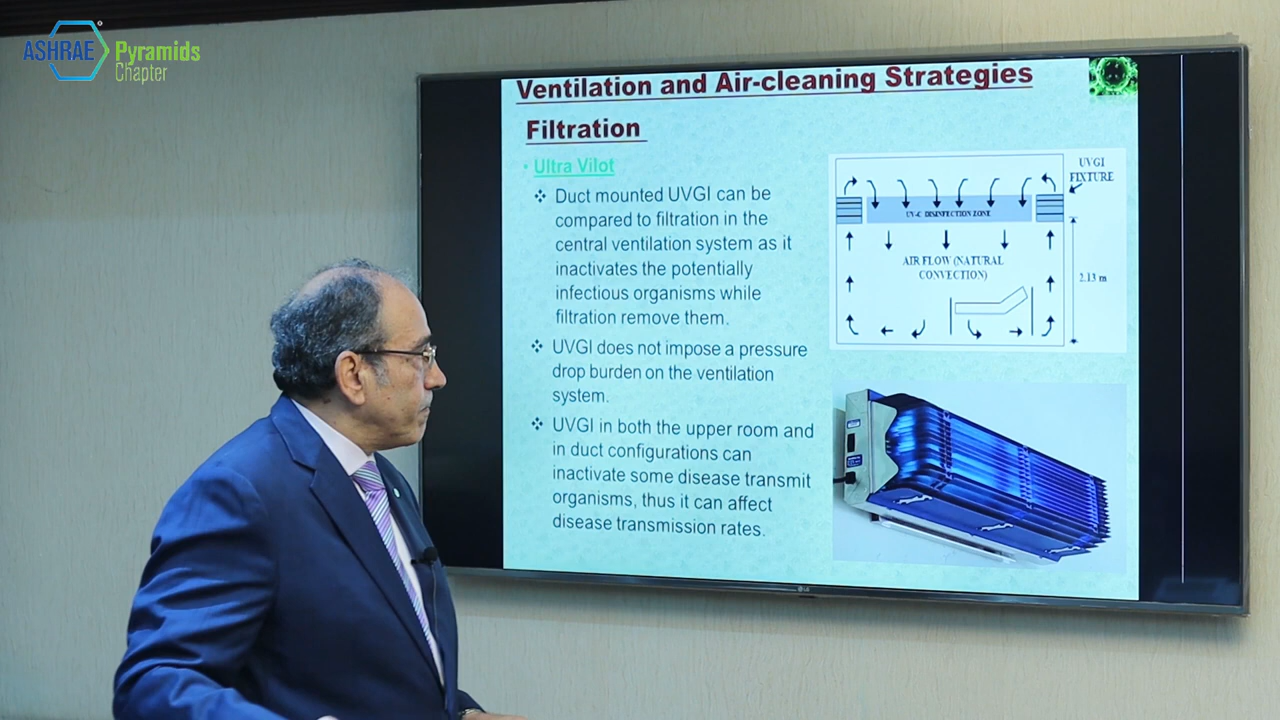 ASHRAE Pyramids
Chapter
Ventilation and Air-cleaning Strategies
Filtration
• Ultra Vilot
❖ Duct mounted UVGI can be
compared to filtration in the
central ventilation system as it
inactivates the potentially
infectious organisms while
filtration remove them.
❖ UVGI does not impose a pressure
drop burden on the ventilation
system.
❖ UVGI in both the upper room and
in duct configurations can
inactivate some disease transmit
organisms, thus it can affect
disease transmission rates.
UVGI
FIXTURE
UV-C DISINFECTION ZONE
AIR FLOW (NATURAL
CONVECTION)
2.13 m
LG